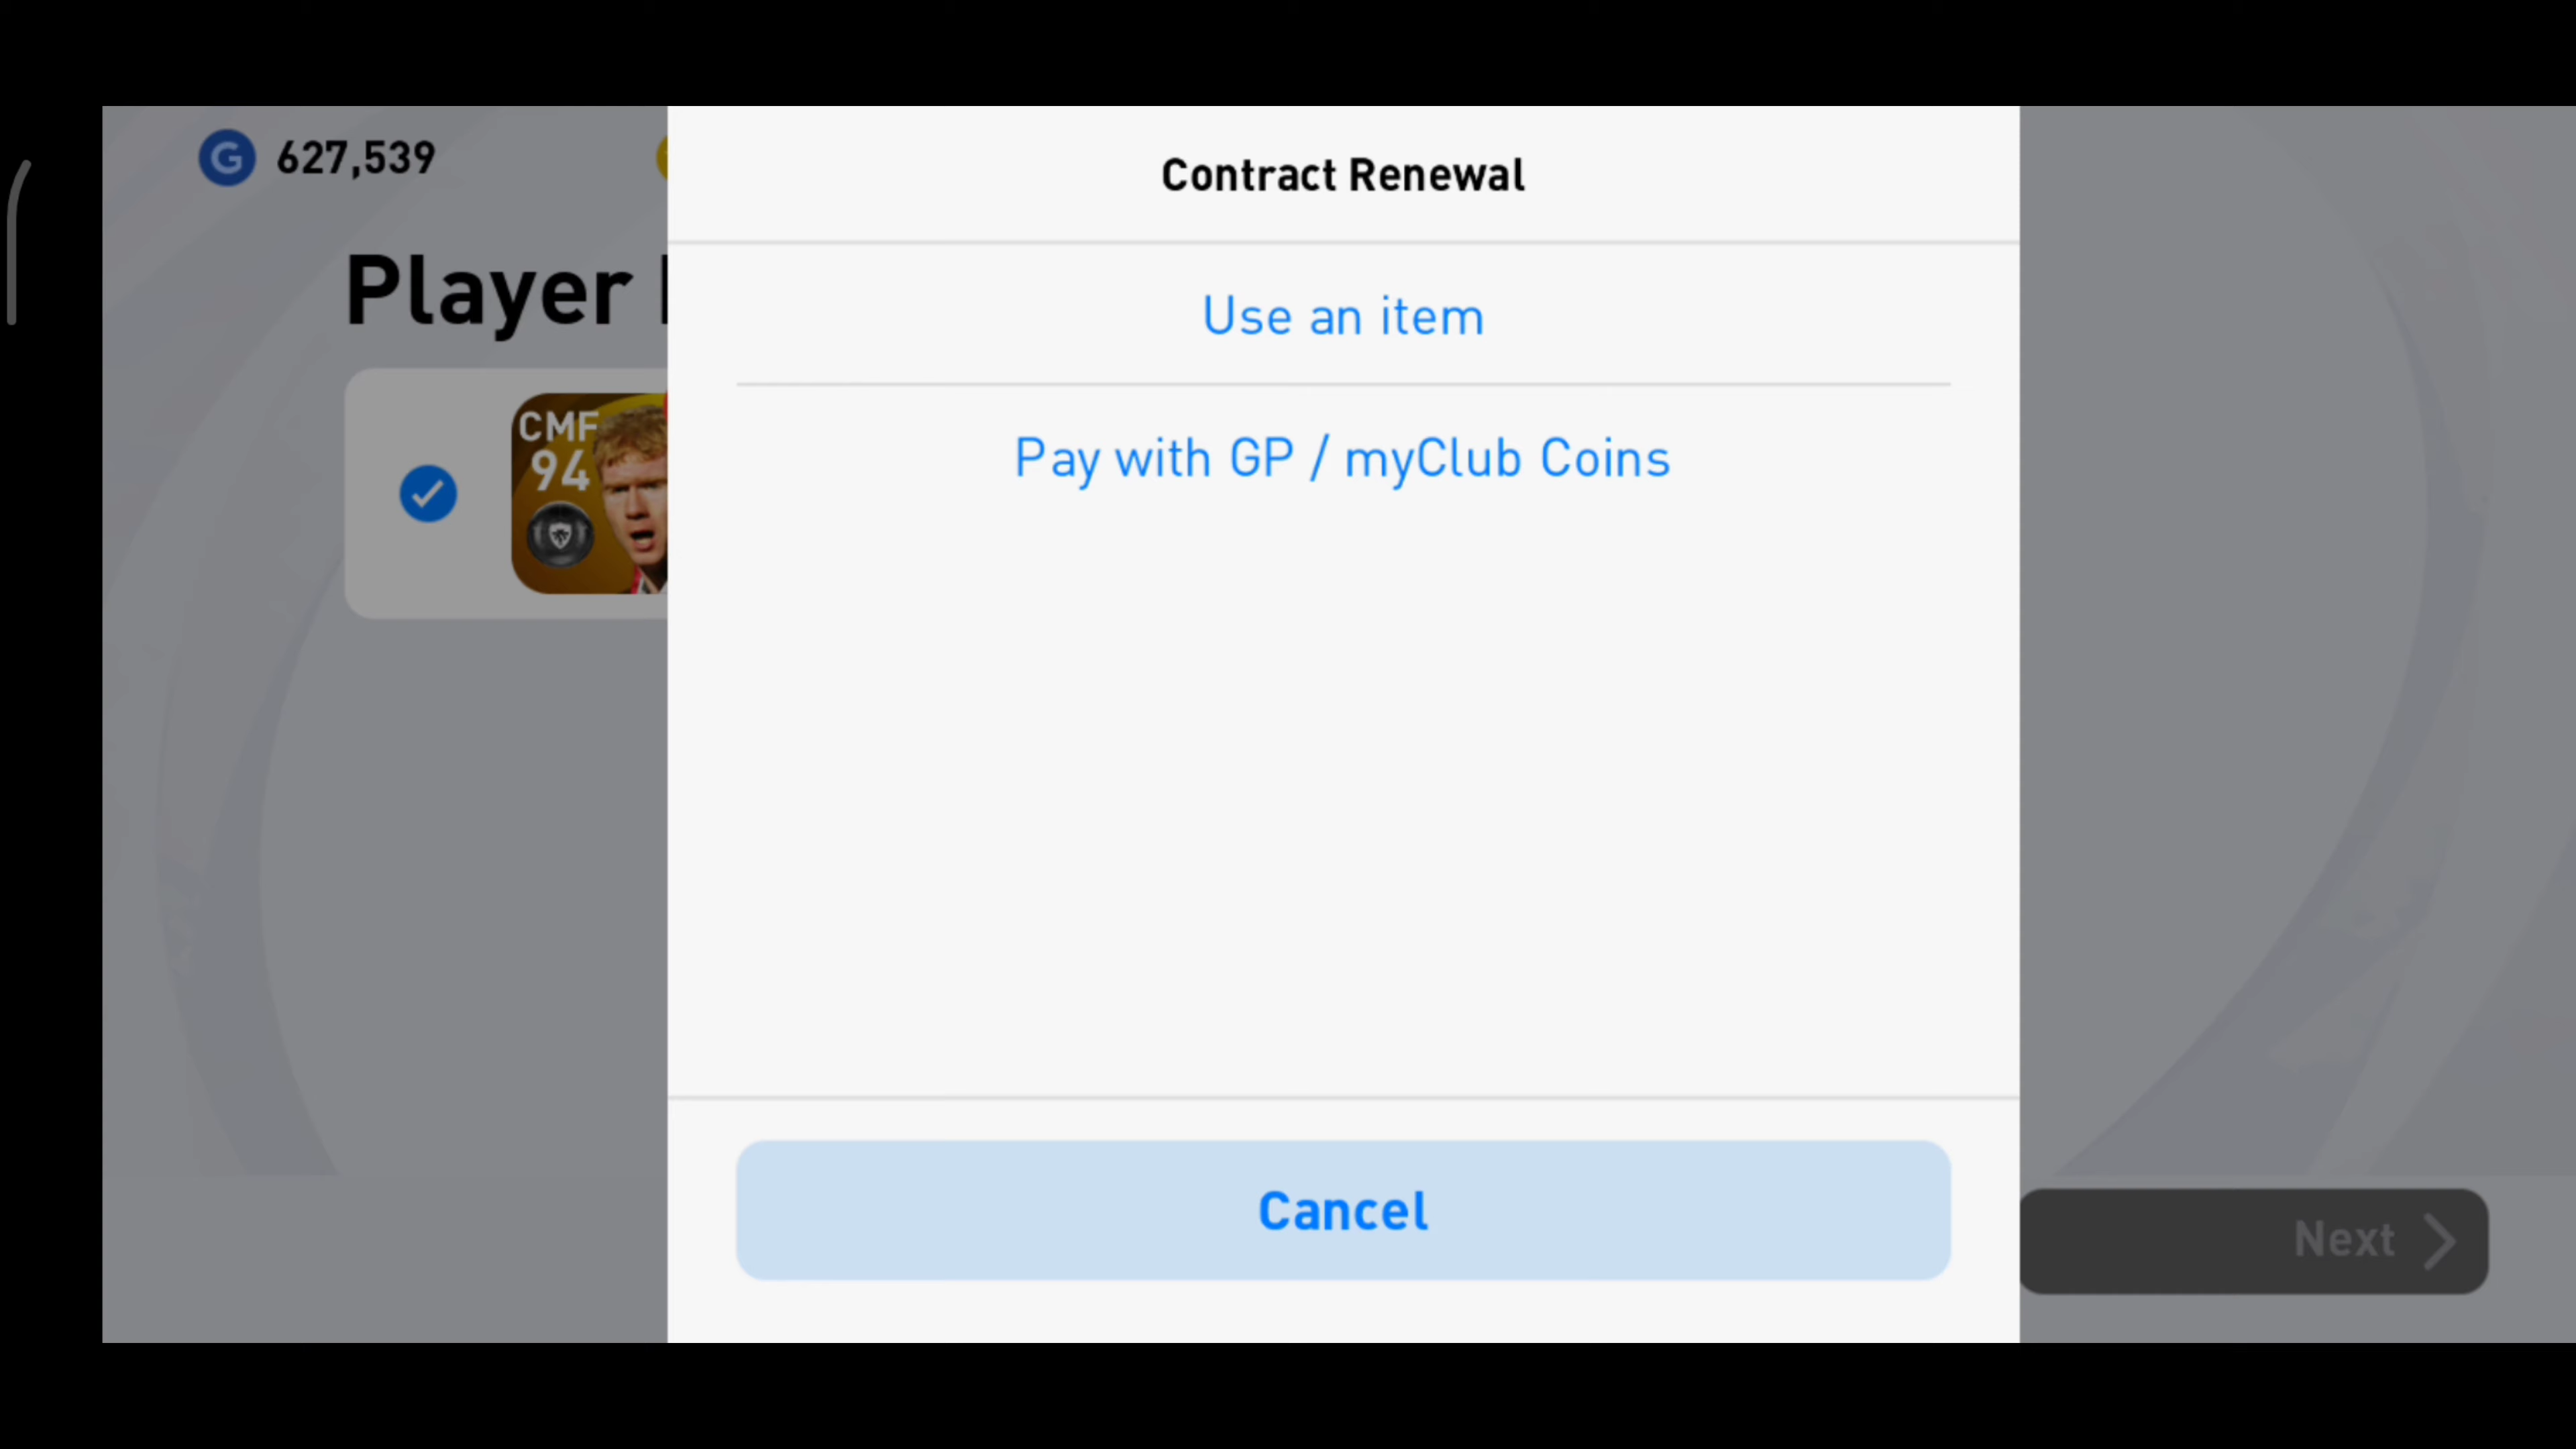 627,539
Contract Renewal
Player
Use an item
CMF
94
Pay with GP / myClub Coins
Cancel
Next